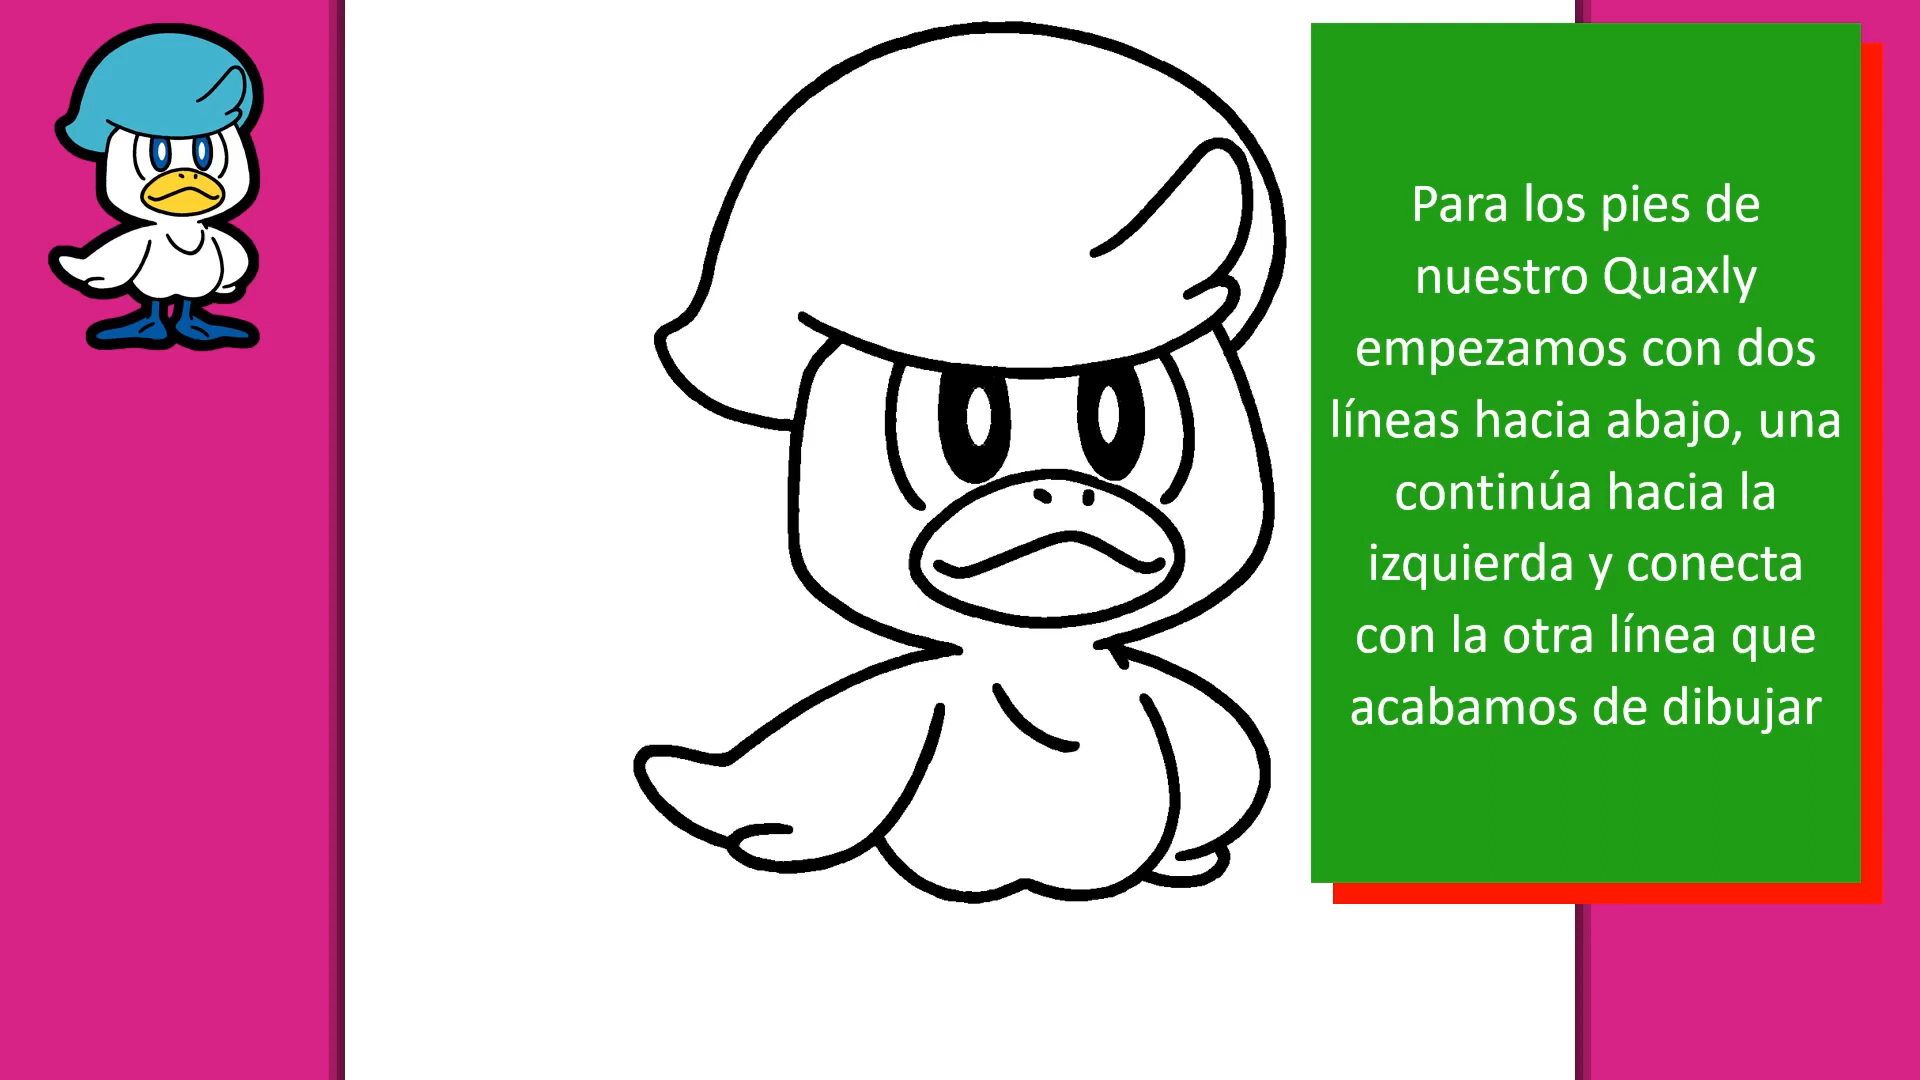 Para los pies de
nuestro Quaxly
empezamos con dos
líneas hacia abajo, una
continúa hacia la
izquierda y conecta
con la otra línea que
acabamos de dibujar